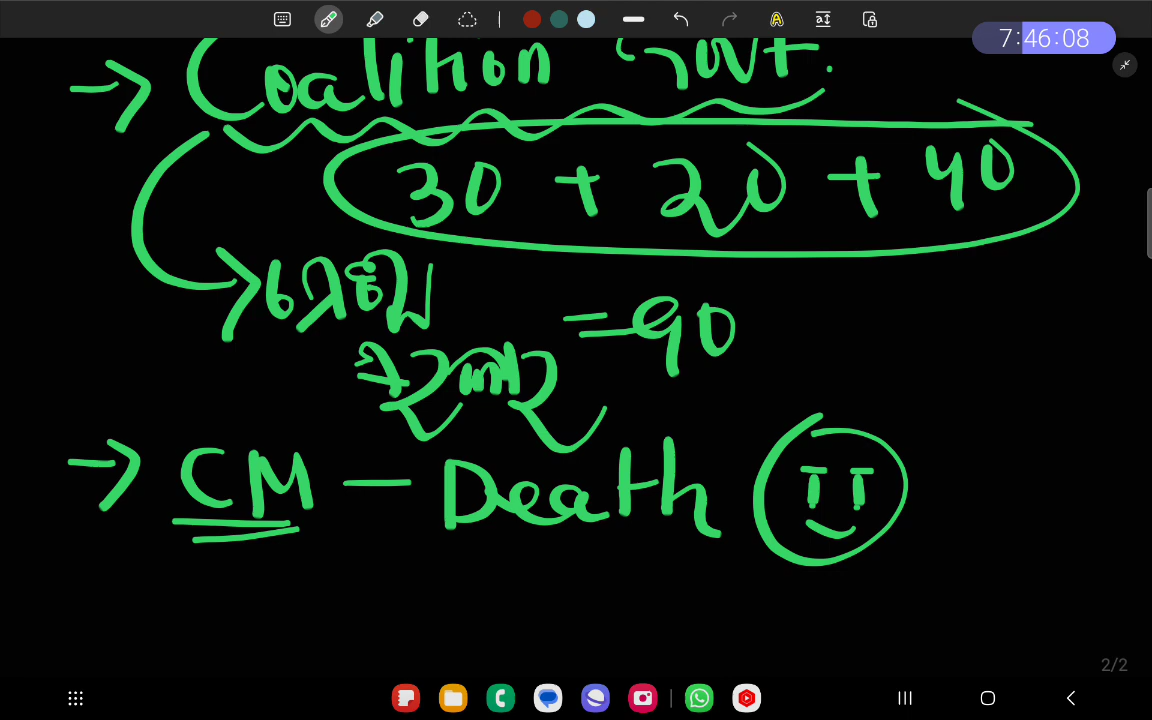 7:46:08
→ Coalition Govt.
30 + 20 + 40
= 90
→ CM — Death
2/2